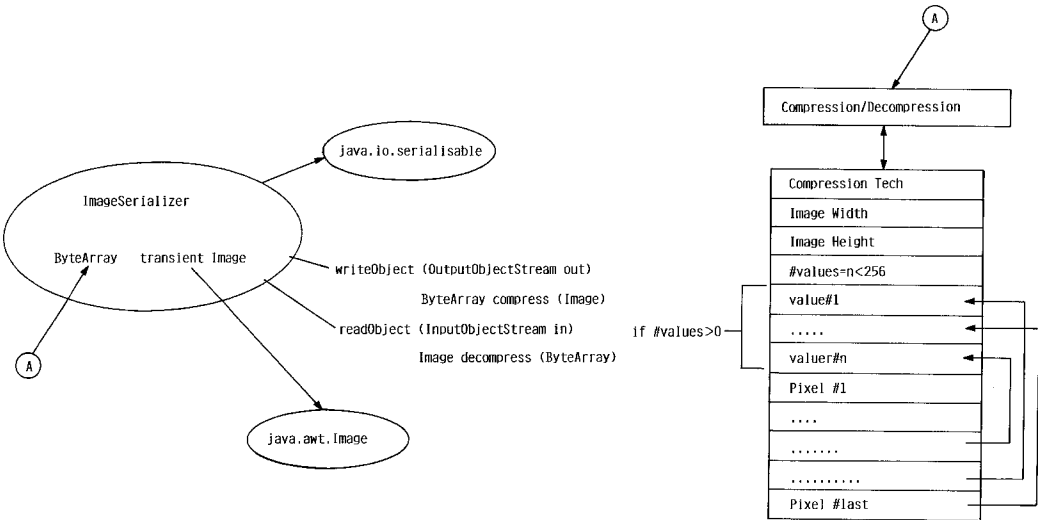 A
Compression/Decompression
java.io.serialisable
ImageSerializer
ByteArray transient Image
writeObject (OutputObjectStream out)
ByteArray compress (Image)
readObject (InputObjectStream in)
Image decompress (ByteArray)
A
java.awt.Image
Compression Tech
Image Width
Image Height
#values=n<256
value#1
.....
if #values>0
valuer#n
Pixel #1
....
.......
..........
Pixel #last